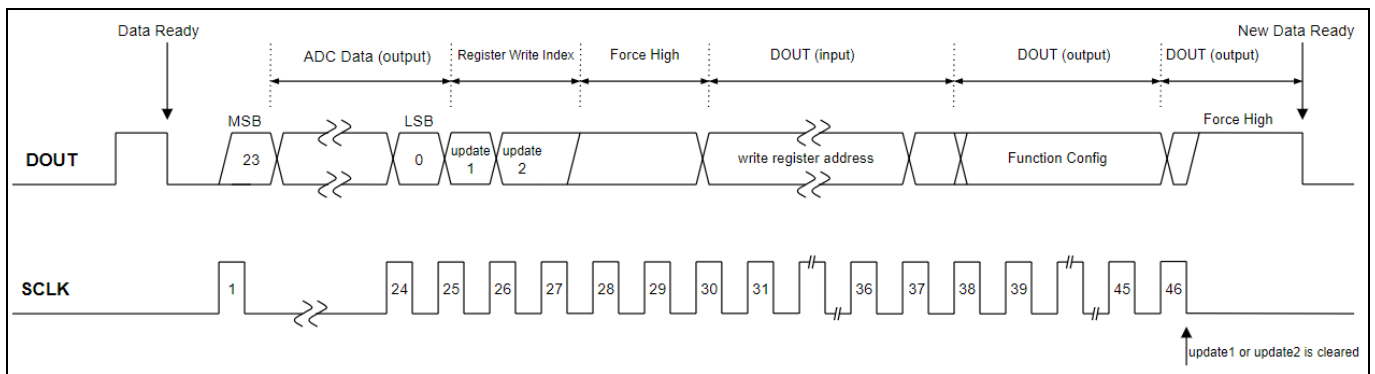 Data Ready
New Data Ready
ADC Data (output)
Register Write Index
Force High
DOUT (input)
DOUT (output)
DOUT (output)
MSB
LSB
Force High
DOUT
23
0
update
1
update
2
write register address
Function Config
SCLK
1
24
25
26
27
28
29
30
31
36
37
38
39
45
46
update1 or update2 is cleared